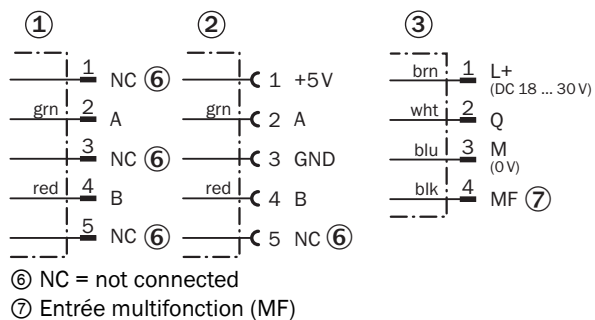 ① ② ③
1 NC ⑥
grn 2 A
3 NC ⑥
red 4 B
5 NC ⑥
1 +5V
grn 2 A
3 GND
red 4 B
5 NC ⑥
brn 1 L+
(DC 18 ... 30 V)
wht 2 Q
blu 3 M
(0 V)
blk 4 MF ⑦
⑥ NC = not connected
⑦ Entrée multifonction (MF)